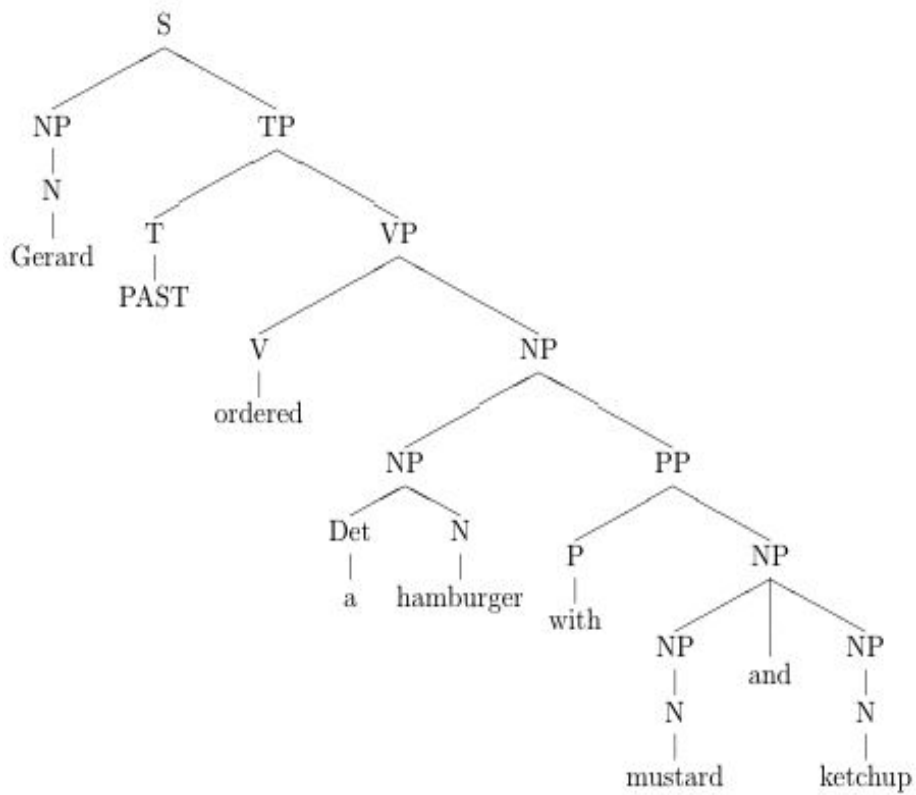 S
NP TP
N
T VP
Gerard
PAST
V NP
ordered
NP PP
Det N
P NP
a hamburger
with
NP and NP
N N
mustard ketchup